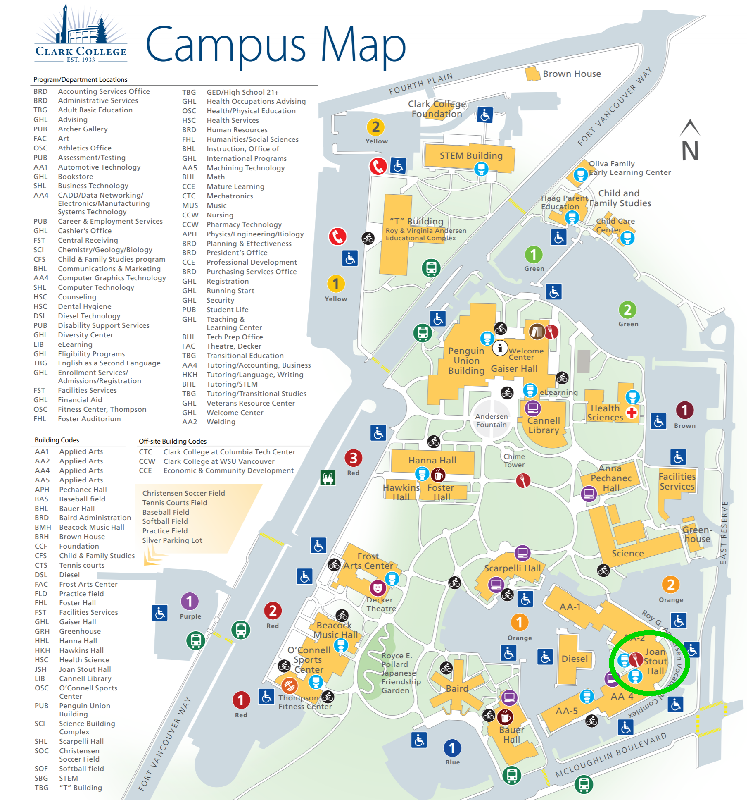 CLARK COLLEGE
EST. 1933
Campus Map
Program/Department Locations
BRD Accounting Services Office
BRD Administrative Services
TBG Adult Basic Education
GHL Advising
PUB Archer Gallery
FAC Art
OSC Athletics Office
PUB Assessment/Testing
AA1 Automotive Technology
GHL Bookstore
SHL Business Technology
AA4 CADD/Data Networking/
Electronics/Manufacturing
Systems Technology
PUB Career & Employment Services
GHL Cashier's Office
FST Central Receiving
SCI Chemistry/Geology/Biology
CFS Child & Family Studies program
BHL Communications & Marketing
AA4 Computer Graphics Technology
SHL Computer Technology
HSC Counseling
HSC Dental Hygiene
DSL Diesel Technology
PUB Disability Support Services
GHL Diversity Center
LIB eLearning
GHL Eligibility Programs
TBG English as a Second Language
GHL Enrollment Services/
Admissions/Registration
FST Facilities Services
GHL Financial Aid
OSC Fitness Center, Thompson
FHL Foster Auditorium
TBG GED/High School 21+
GHL Health Occupations Advising
OSC Health/Physical Education
HSC Health Services
BRD Human Resources
FHL Humanities/Social Sciences
BHL Instruction, Office of
GHL International Programs
AA5 Machining Technology
BHL Math
CCE Mature Learning
CTC Mechatronics
MUS Music
CCW Nursing
CCW Pharmacy Technology
APH Physics/Engineering/Biology
BRD Planning & Effectiveness
BRD President's Office
CCE Professional Development
BRD Purchasing Services Office
GHL Registration
GHL Running Start
GHL Security
PUB Student Life
GHL Teaching &
Learning Center
BHL Tech Prep Office
FAC Theatre, Decker
TBG Transitional Education
AA4 Tutoring/Accounting, Business
HKH Tutoring/Language, Writing
BHL Tutoring/STEM
TBG Tutoring/Transitional Studies
GHL Veterans Resource Center
GHL Welcome Center
AA2 Welding
Building Codes
AA1 Applied Arts
AA2 Applied Arts
AA4 Applied Arts
AA5 Applied Arts
APH Pechanec Hall
BAS Baseball Field
BHL Bauer Hall
BRD Baird Administration
BMH Beacock Music Hall
BRH Brown House
CCF Foundation
CFS Child & Family Studies
CTS Tennis courts
DSL Diesel
FAC Frost Arts Center
FLD Practice field
FHL Foster Hall
FST Facilities Services
GHL Gaiser Hall
GRH Greenhouse
HHL Hanna Hall
HKH Hawkins Hall
HSC Health Science
JSH Joan Stout Hall
LIB Cannell Library
OSC O'Connell Sports
Center
PUB Penguin Union
Building
SCI Science Building
Complex
SHL Scarpelli Hall
SOC Christensen
Soccer Field
SOF Softball field
SBG STEM
TBG "T" Building
Off-site Building Codes
CTC Clark College at Columbia Tech Center
CCW Clark College at WSU Vancouver
CCE Economic & Community Development
Christensen Soccer Field
Tennis Courts Field
Baseball Field
Softball Field
Practice Field
Silver Parking Lot
FOURTH PLAIN
Brown House
FORT VANCOUVER WAY
N
Clark College
Foundation
2
Yellow
STEM Building
Oliva Family
Early Learning Center
Haag Parent
Education
Child and
Family Studies
Child Care
Center
"T" Building
Roy & Virginia Andersen
Educational Complex
1
Yellow
1
Green
2
Green
Penguin
Union
Building
i
Welcome
Center
Gaiser Hall
eLearning
Andersen
Fountain
Cannell
Library
Health
Sciences
1
Brown
3
Red
Hanna Hall
Hawkins
Hall
Foster
Hall
Chime
Tower
Anna
Pechanec
Hall
Facilities
Services
Green-
house
EAST RESERVE
Science
Frost
Arts Center
Decker
Theatre
Scarpelli Hall
2
Orange
1
Purple
2
Red
Beacock
Music Hall
O'Connell
Sports
Center
Thompson
Fitness Center
Royce E.
Pollard
Japanese
Friendship
Garden
1
Orange
AA-1
AA-2
Joan
Stout
Hall
Diesel
AA 4
AA-5
Baird
Bauer
Hall
1
Red
1
Blue
FORT VANCOUVER WAY
MCLOUGHLIN BOULEVARD